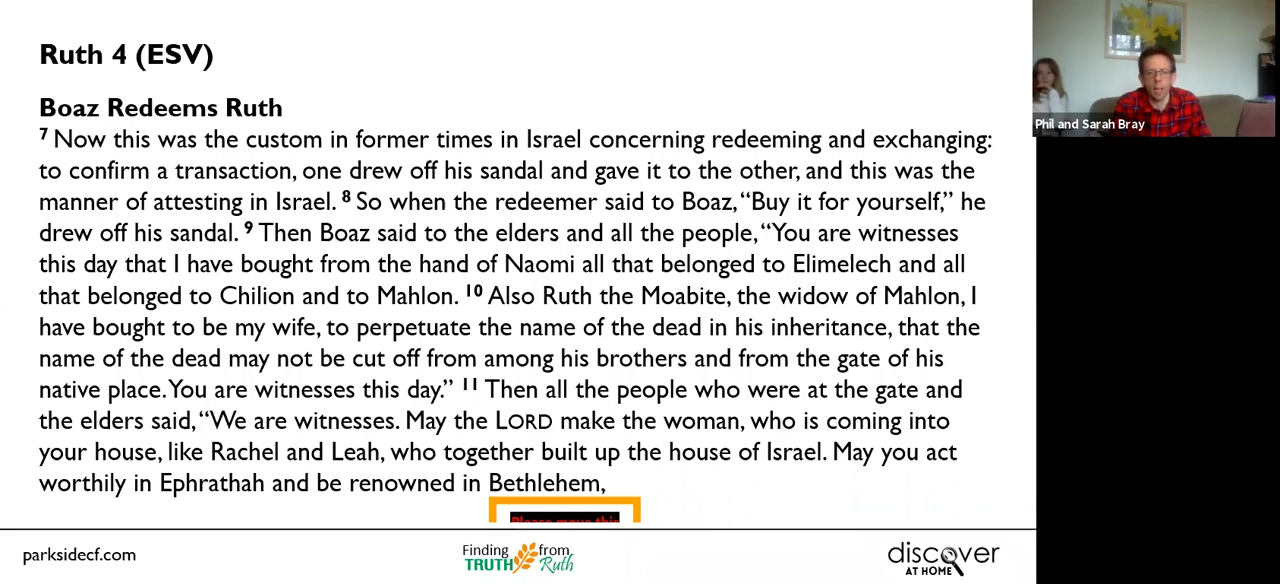 Ruth 4 (ESV)
Boaz Redeems Ruth
7 Now this was the custom in former times in Israel concerning redeeming and exchanging:
to confirm a transaction, one drew off his sandal and gave it to the other, and this was the
manner of attesting in Israel. 8 So when the redeemer said to Boaz, “Buy it for yourself,” he
drew off his sandal. 9 Then Boaz said to the elders and all the people, “You are witnesses
this day that I have bought from the hand of Naomi all that belonged to Elimelech and all
that belonged to Chilion and to Mahlon. 10 Also Ruth the Moabite, the widow of Mahlon, I
have bought to be my wife, to perpetuate the name of the dead in his inheritance, that the
name of the dead may not be cut off from among his brothers and from the gate of his
native place. You are witnesses this day.” 11 Then all the people who were at the gate and
the elders said, “We are witnesses. May the LORD make the woman, who is coming into
your house, like Rachel and Leah, who together built up the house of Israel. May you act
worthily in Ephrathah and be renowned in Bethlehem,
Please move this
parksidecf.com
Finding from
TRUTH Ruth
discover
AT HOME
Phil and Sarah Bray